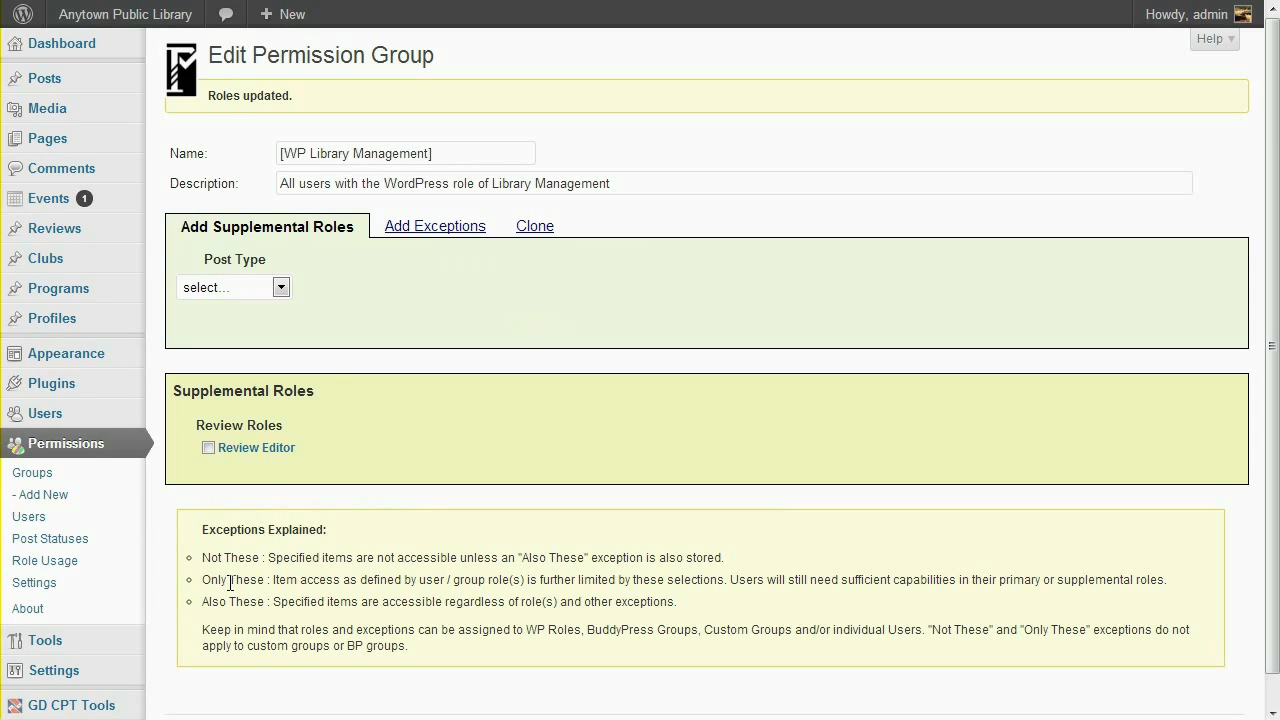 Anytown Public Library
+ New
Howdy, admin
Help
Dashboard
Posts
Media
Pages
Comments
Events 1
Reviews
Clubs
Programs
Profiles
Appearance
Plugins
Users
Permissions
Groups
- Add New
Users
Post Statuses
Role Usage
Settings
About
Tools
Settings
GD CPT Tools
Edit Permission Group
Roles updated.
Name: [WP Library Management]
Description: All users with the WordPress role of Library Management
Add Supplemental Roles Add Exceptions Clone
Post Type
select...
Supplemental Roles
Review Roles
Review Editor
Exceptions Explained:
Not These : Specified items are not accessible unless an "Also These" exception is also stored.
Only These : Item access as defined by user / group role(s) is further limited by these selections. Users will still need sufficient capabilities in their primary or supplemental roles.
Also These : Specified items are accessible regardless of role(s) and other exceptions.
Keep in mind that roles and exceptions can be assigned to WP Roles, BuddyPress Groups, Custom Groups and/or individual Users. "Not These" and "Only These" exceptions do not
apply to custom groups or BP groups.